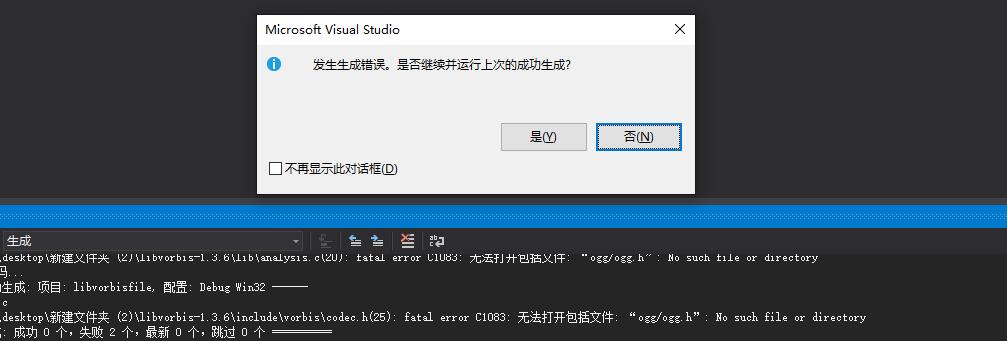 Microsoft Visual Studio
发生生成错误。是否继续并运行上次的成功生成?
是(Y)
否(N)
不再显示此对话框(D)
生成
\desktop\新建文件夹 (2)\libvorbis-1.3.6\lib\analysis.c(20): fatal error C1083: 无法打开包括文件: “ogg/ogg.h”: No such file or directory
码...
生成: 项目: libvorbisfile, 配置: Debug Win32 ------
c
\desktop\新建文件夹 (2)\libvorbis-1.3.6\include\vorbis\codec.h(25): fatal error C1083: 无法打开包括文件: “ogg/ogg.h”: No such file or directory
: 成功 0 个，失败 2 个，最新 0 个，跳过 0 个 ==========